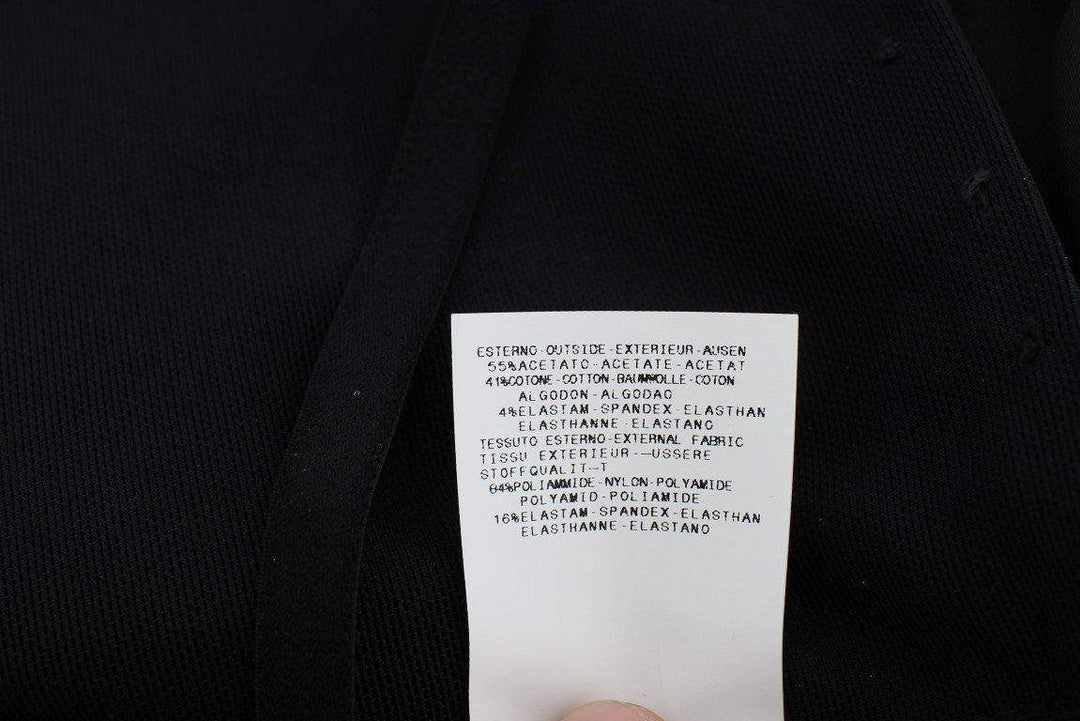 ESTERNO-OUTSIDE-EXTERIEUR-AUSEN
55%ACETATO-ACETATE-ACETAT
41%COTONE-COTTON-BAUMWOLLE-COTON
ALGODON-ALGODAO
4%ELASTAM-SPANDEX-ELASTHAN
ELASTHANNE-ELASTANO
TESSUTO ESTERNO-EXTERNAL FABRIC
TISSU EXTERIEUR-—USSERE
STOFFQUALIT-—T
84%POLIAMMIDE-NYLON-POLYAMIDE
POLYAMID-POLIAMIDE
16%ELASTAM-SPANDEX-ELASTHAN
ELASTHANNE-ELASTANO